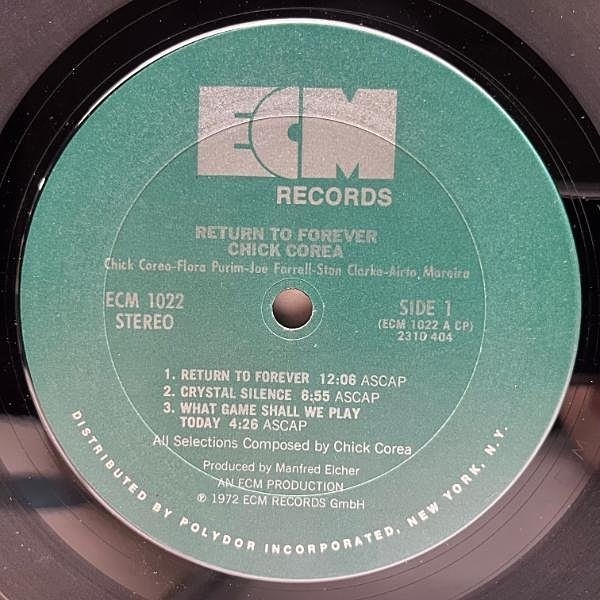 ECM
RECORDS
RETURN TO FOREVER
CHICK COREA
Chick Corea-Flora Purim-Joe Farrell-Stan Clarke-Airto Moreira
ECM 1022
STEREO
SIDE 1
(ECM 1022 A CP)
2310 404
1. RETURN TO FOREVER 12:06 ASCAP
2. CRYSTAL SILENCE 6:55 ASCAP
3. WHAT GAME SHALL WE PLAY
TODAY 4:26 ASCAP
All Selections Composed by Chick Corea
Produced by Manfred Eicher
AN ECM PRODUCTION
℗ 1972 ECM RECORDS GmbH
DISTRIBUTED BY POLYDOR INCORPORATED, NEW YORK, N.Y.